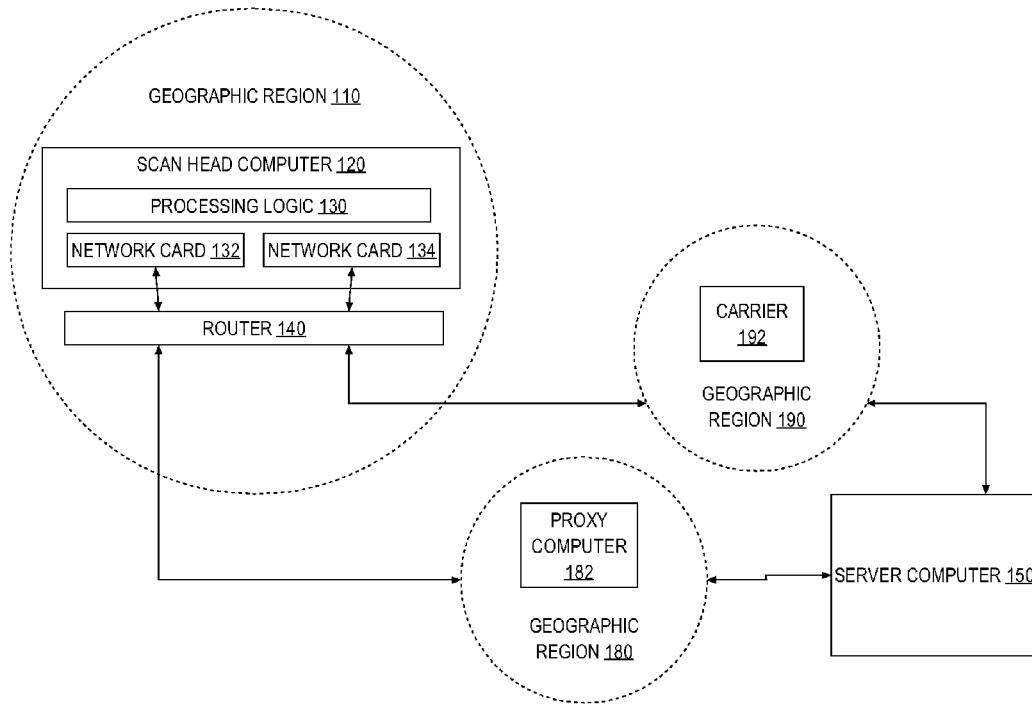 GEOGRAPHIC REGION 110
SCAN HEAD COMPUTER 120
PROCESSING LOGIC 130
NETWORK CARD 132
NETWORK CARD 134
ROUTER 140
CARRIER
192
GEOGRAPHIC
REGION 190
PROXY
COMPUTER
182
GEOGRAPHIC
REGION 180
SERVER COMPUTER 150